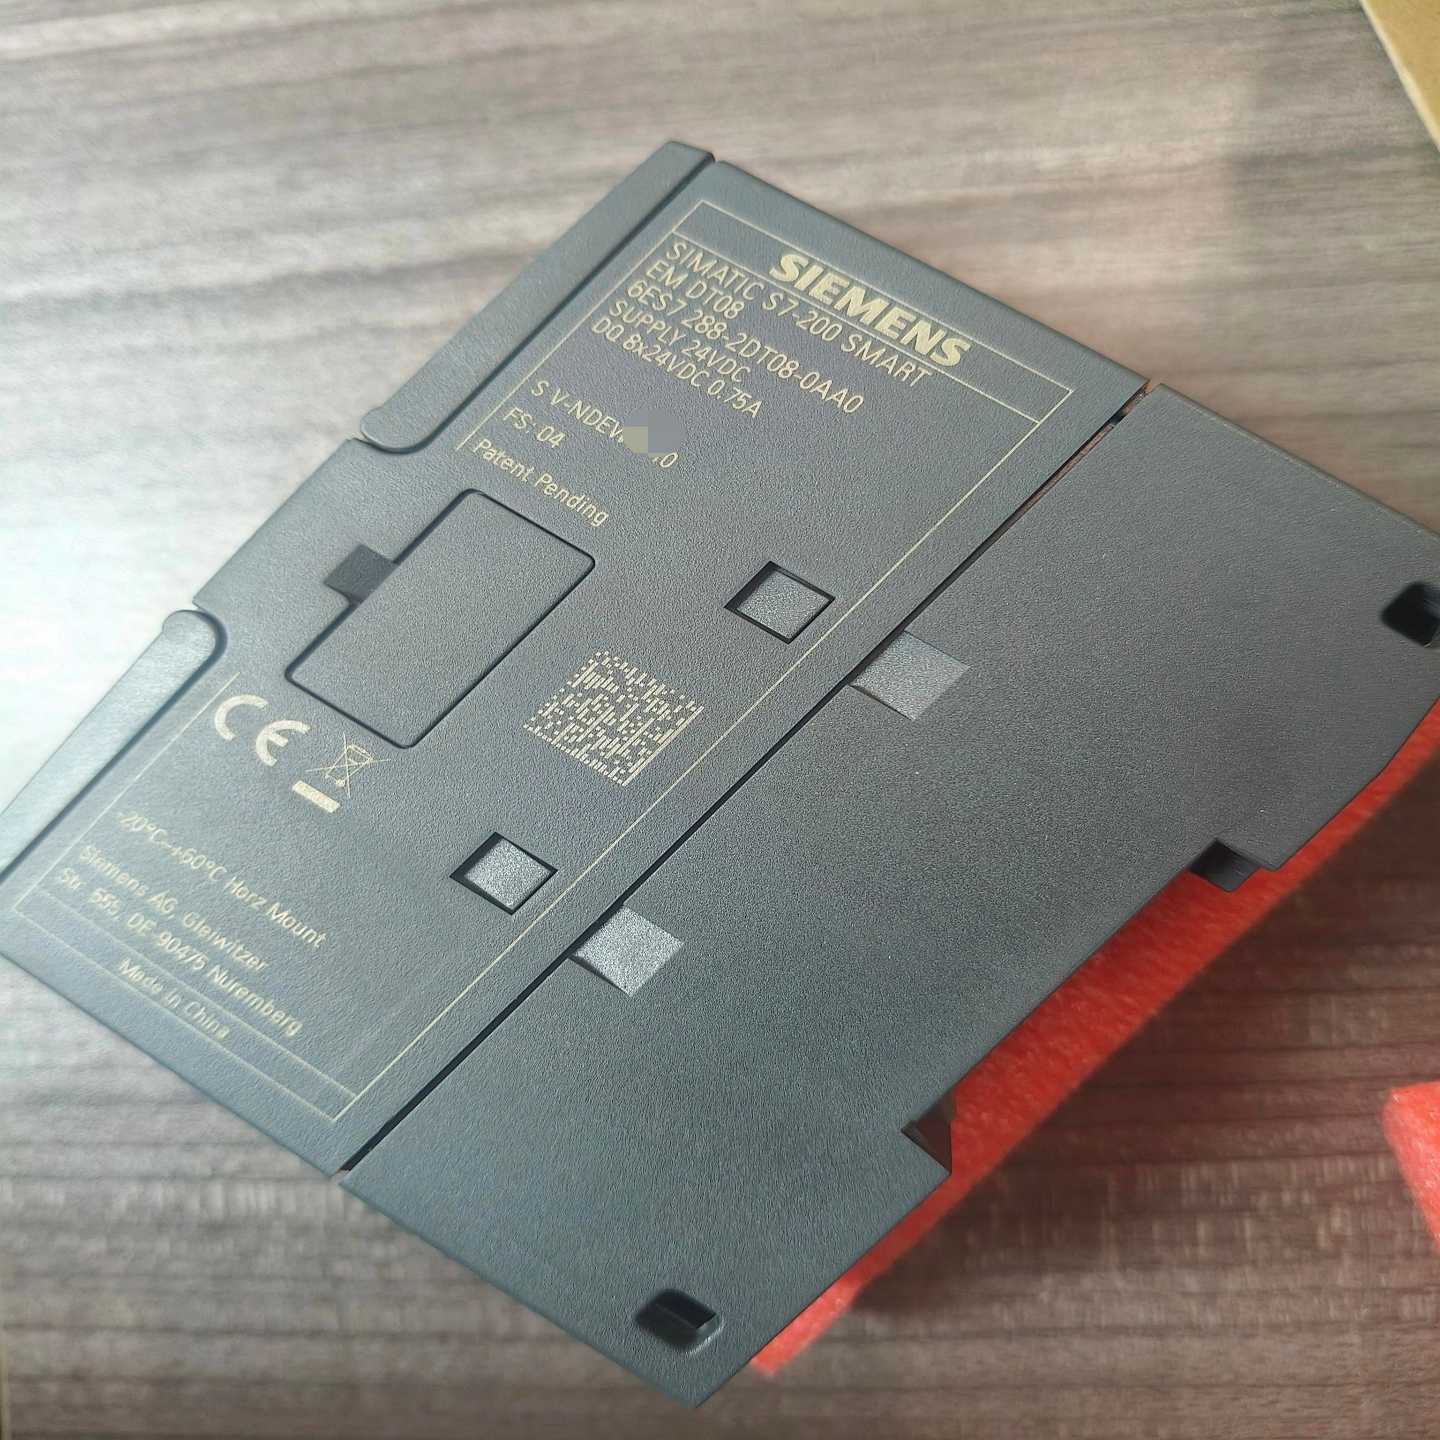 SIEMENS
SIMATIC S7-200 SMART
EM DT08
6ES7 288-2DT08-0AA0
SUPPLY 24VDC
DQ 8x24VDC 0.75A
S V-NDEV
FS: 04
Patent Pending
CE
-20°C~+60°C Horz Mount
Siemens AG, Gleiwitzer
Str. 555, DE-90475 Nuremberg
Made in China